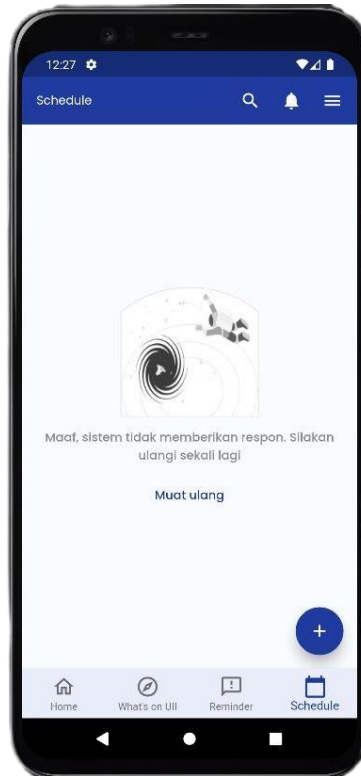 12:27
Schedule
Maaf, sistem tidak memberikan respon. Silakan
ulangi sekali lagi
Muat ulang
+
Home
What's on UII
Reminder
Schedule